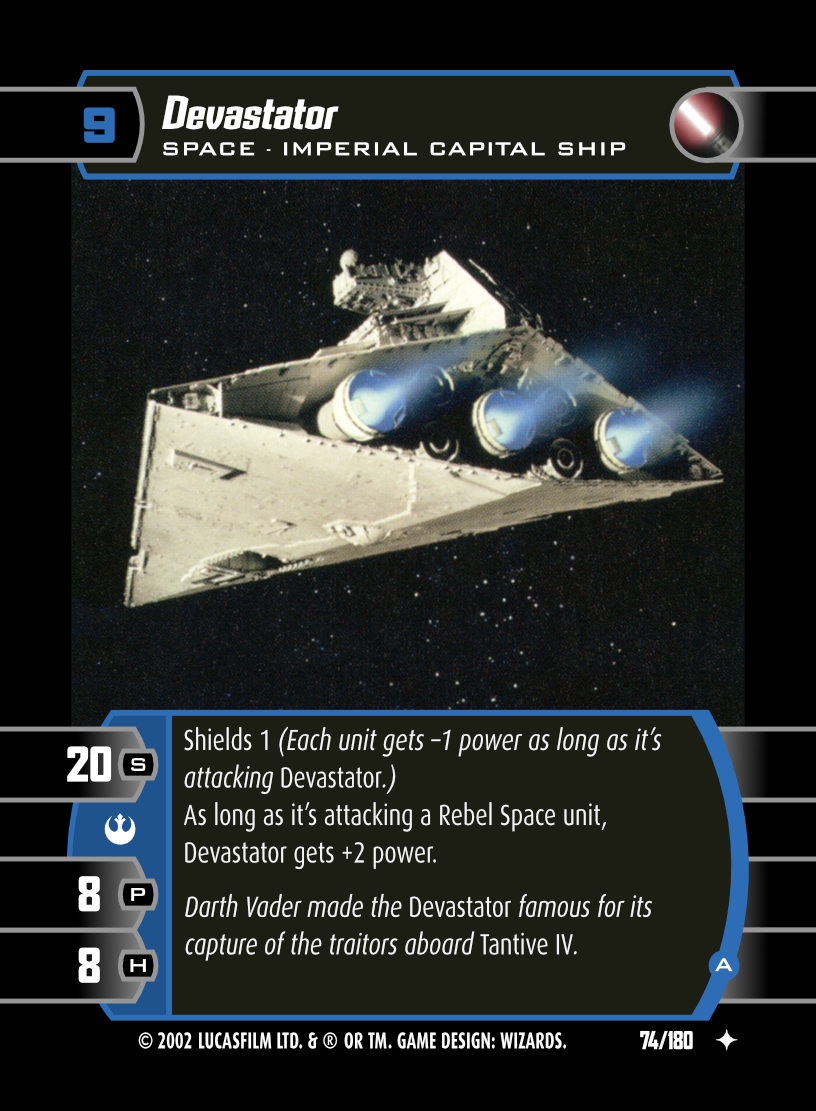 9
Devastator
SPACE · IMPERIAL CAPITAL SHIP
20 S
8 P
8 H
Shields 1 (Each unit gets –1 power as long as it's
attacking Devastator.)
As long as it's attacking a Rebel Space unit,
Devastator gets +2 power.
Darth Vader made the Devastator famous for its
capture of the traitors aboard Tantive IV.
A
© 2002 LUCASFILM LTD. & ® OR TM. GAME DESIGN: WIZARDS.
74/180